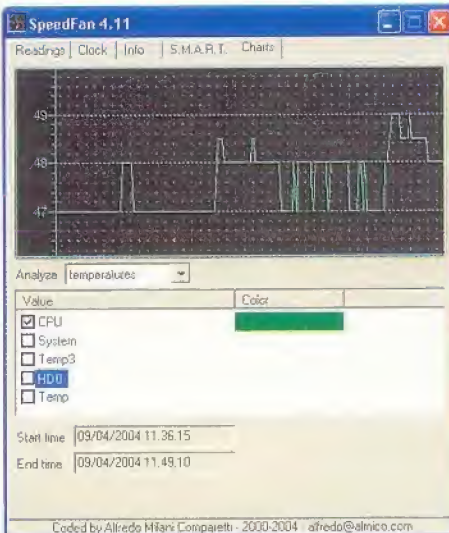 SpeedFan 4.11
Readings Clock Info S.M.A.R.T. Charts
49
48
47
Analyze temperatures
Value Color
CPU
System
Temp3
HD0
Temp
Start time 09/04/2004 11.36.15
End time 09/04/2004 11.49.10
Coded by Alfredo Milani Comparetti - 2000-2004 - alfredo@almico.com